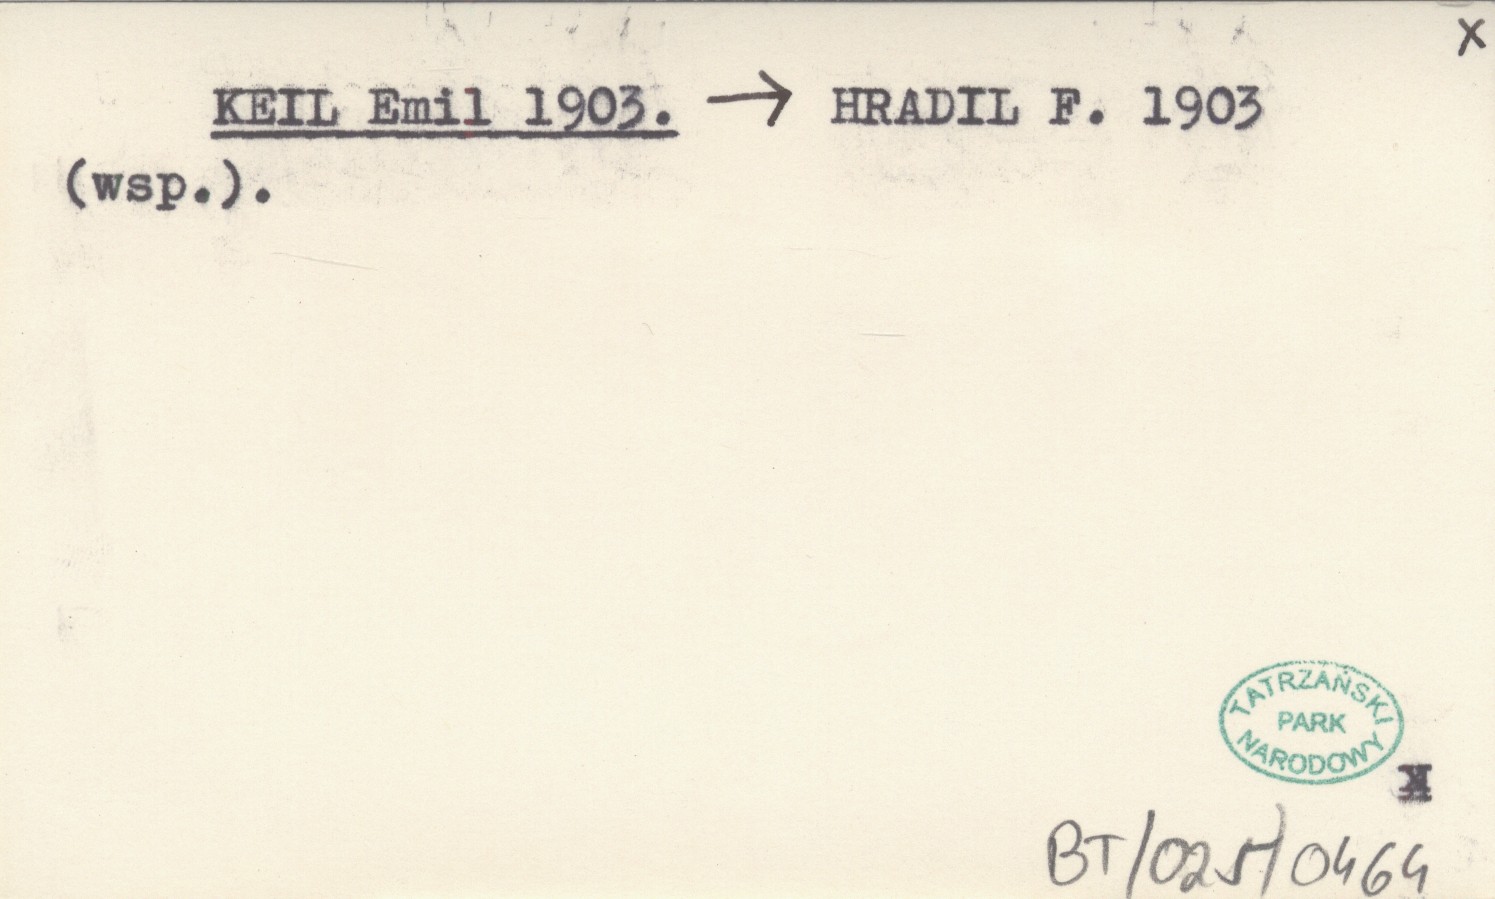 x
KEIL Emil 1903. → HRADIL F. 1903
(wsp.).
TATRZAŃSKI
PARK
NARODOWY
BT/025/0464